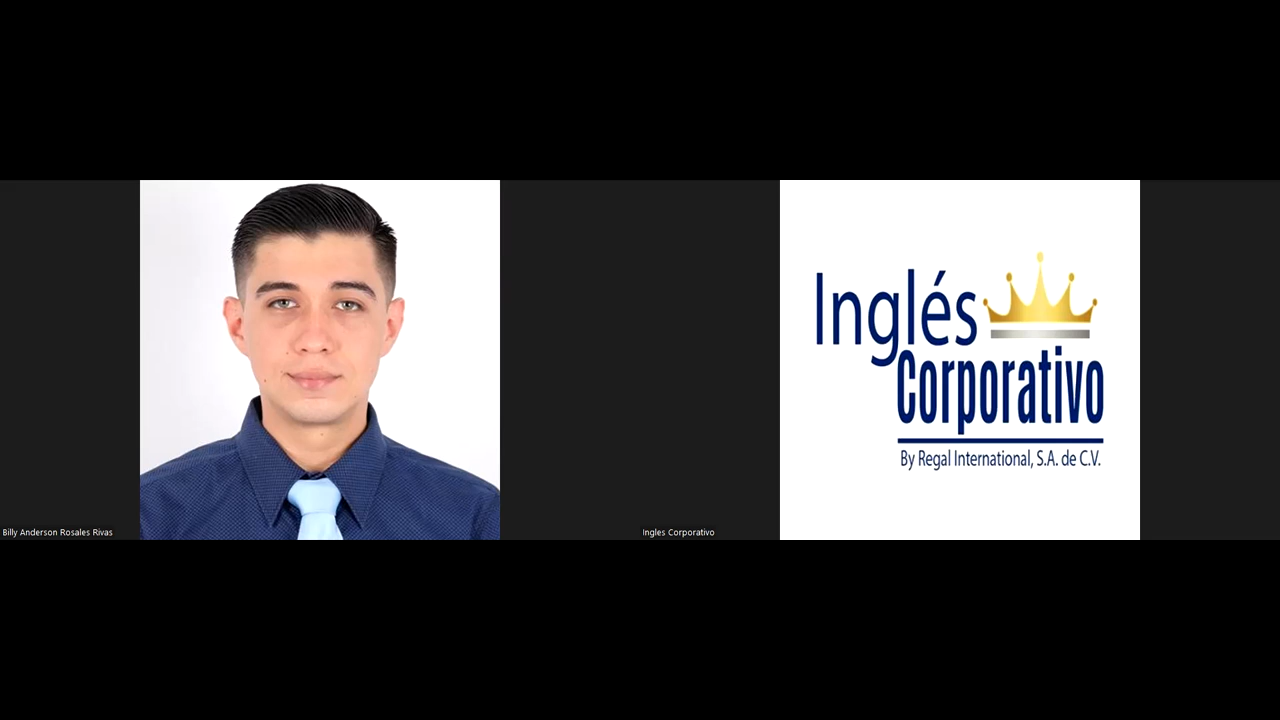 Inglés
Corporativo
By Regal International, S.A. de C.V.
Billy Anderson Rosales Rivas
Ingles Corporativo